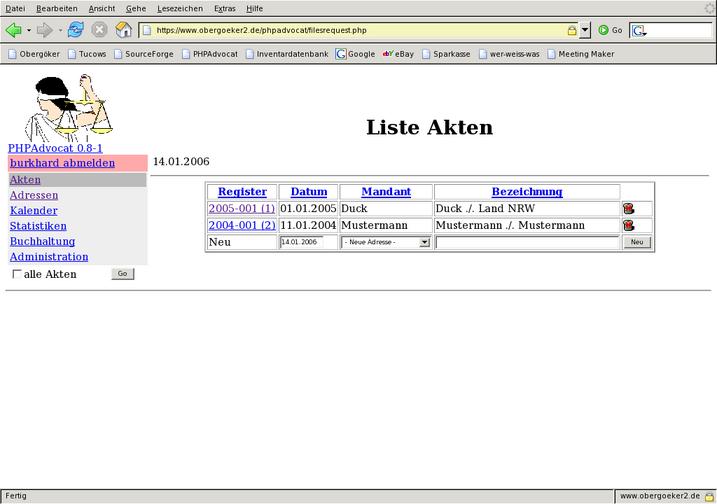 Datei Bearbeiten Ansicht Gehe Lesezeichen Extras Hilfe
https://www.obergoeker2.de/phpadvocat/filesrequest.php Go G
Obergöker Tucows SourceForge PHPAdvocat Inventardatenbank Google eBay Sparkasse wer-weiss-was Meeting Maker
Liste Akten
PHPAdvocat 0.8-1
burkhard abmelden 14.01.2006
Akten
Adressen
Kalender
Statistiken
Buchhaltung
Administration
alle Akten Go
Register Datum Mandant Bezeichnung
2005-001 (1) 01.01.2005 Duck Duck ./. Land NRW
2004-001 (2) 11.01.2004 Mustermann Mustermann ./. Mustermann
Neu 14.01.2006 - Neue Adresse - Neu
Fertig www.obergoeker2.de